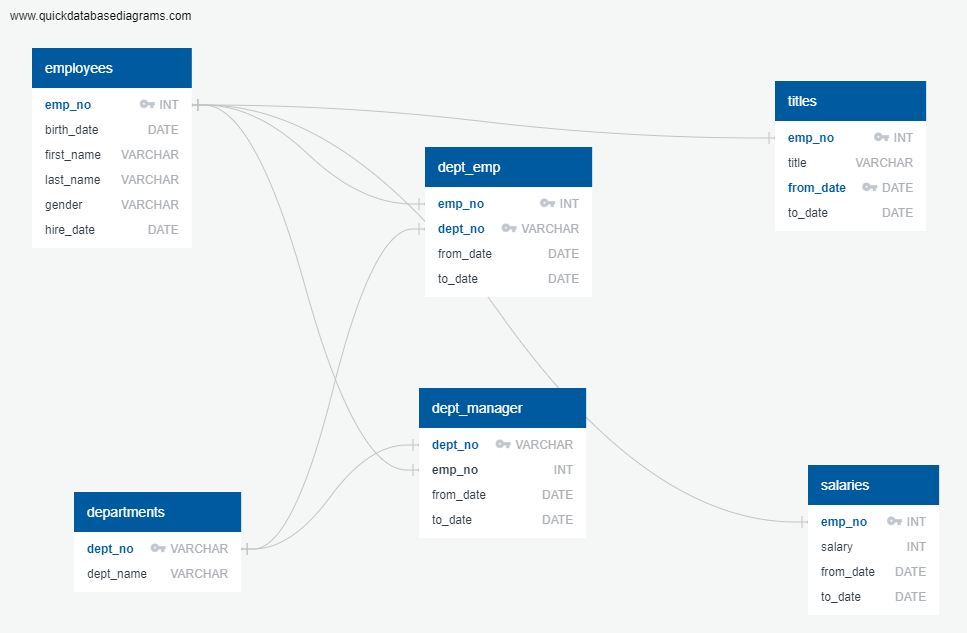 www.quickdatabasediagrams.com
employees
emp_no INT
birth_date DATE
first_name VARCHAR
last_name VARCHAR
gender VARCHAR
hire_date DATE
titles
emp_no INT
title VARCHAR
from_date DATE
to_date DATE
dept_emp
emp_no INT
dept_no VARCHAR
from_date DATE
to_date DATE
dept_manager
dept_no VARCHAR
emp_no INT
from_date DATE
to_date DATE
departments
dept_no VARCHAR
dept_name VARCHAR
salaries
emp_no INT
salary INT
from_date DATE
to_date DATE